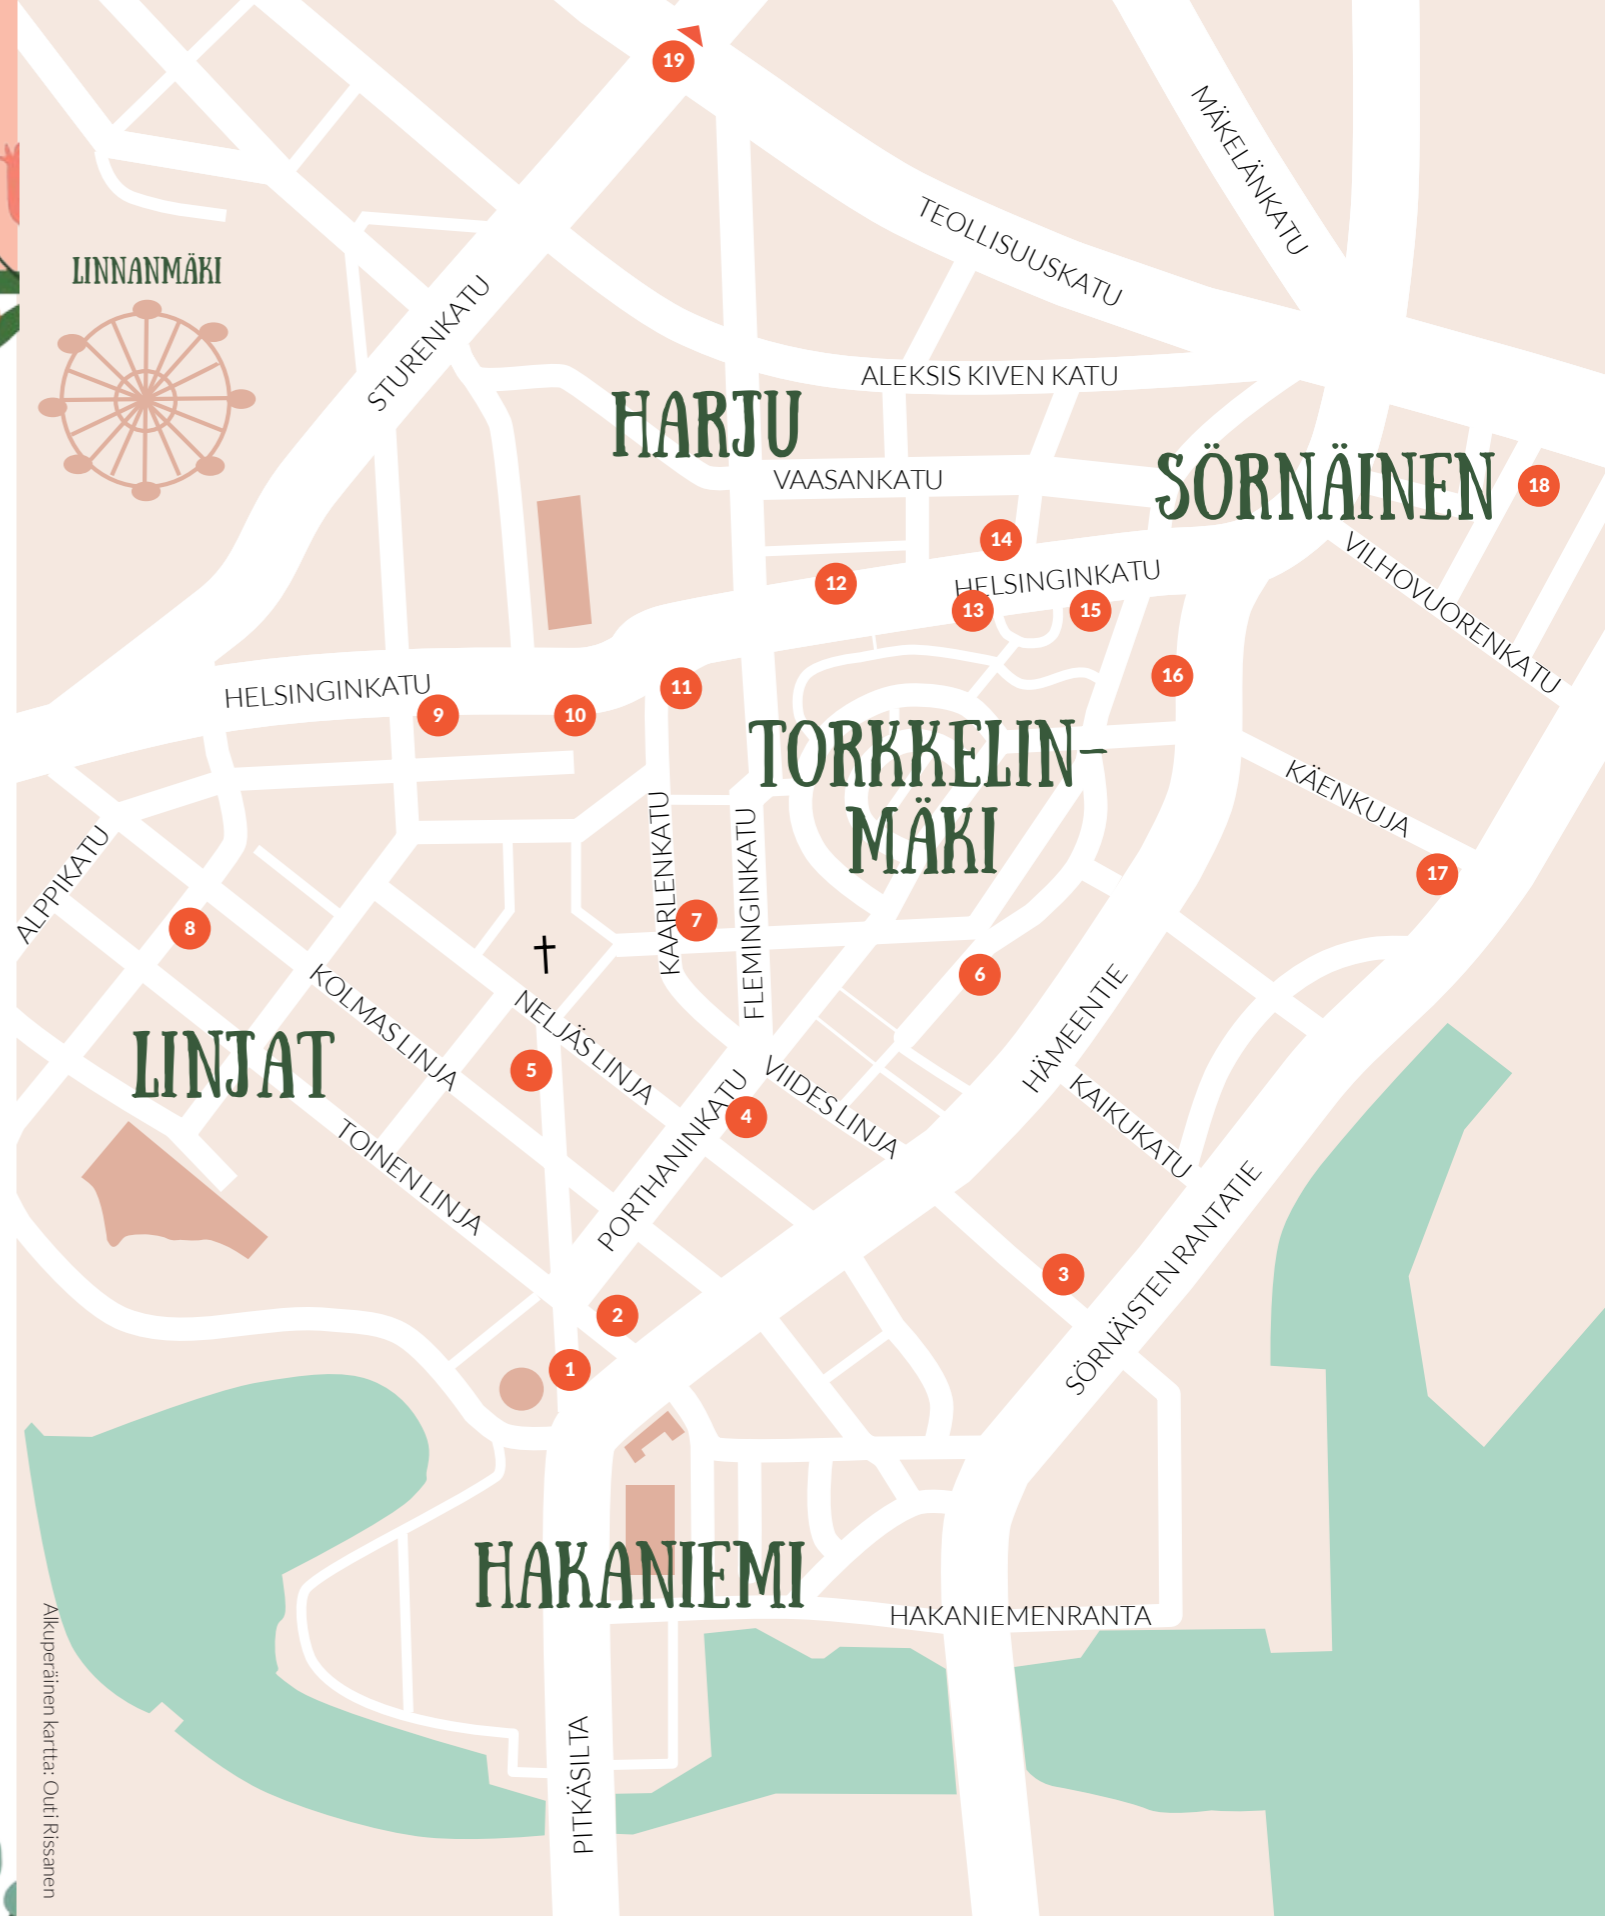 19
MÄKELÄNKATU
TEOLLISUUSKATU
LINNANMÄKI
STURENKATU
ALEKSIS KIVEN KATU
HARJU
VAASANKATU
SÖRNÄINEN
18
14
VILHOVUORENKATU
12
HELSINGINKATU
13
15
16
HELSINGINKATU
11
9
10
TORKKELIN-
MÄKI
KÄENKUJA
ALPPIKATU
KAARLENKATU
FLEMINGINKATU
17
8
7
6
KOLMAS LINJA
NELJÄS LINJA
HÄMEENTIE
LINJAT
5
VIIDES LINJA
KAIKUKATU
4
PORTHANINKATU
TOINEN LINJA
SÖRNÄISTEN RANTATIE
3
2
1
HAKANIEMI
HAKANIEMENRANTA
PITKÄSILTA
Alkuperäinen kartta: Outi Rissanen